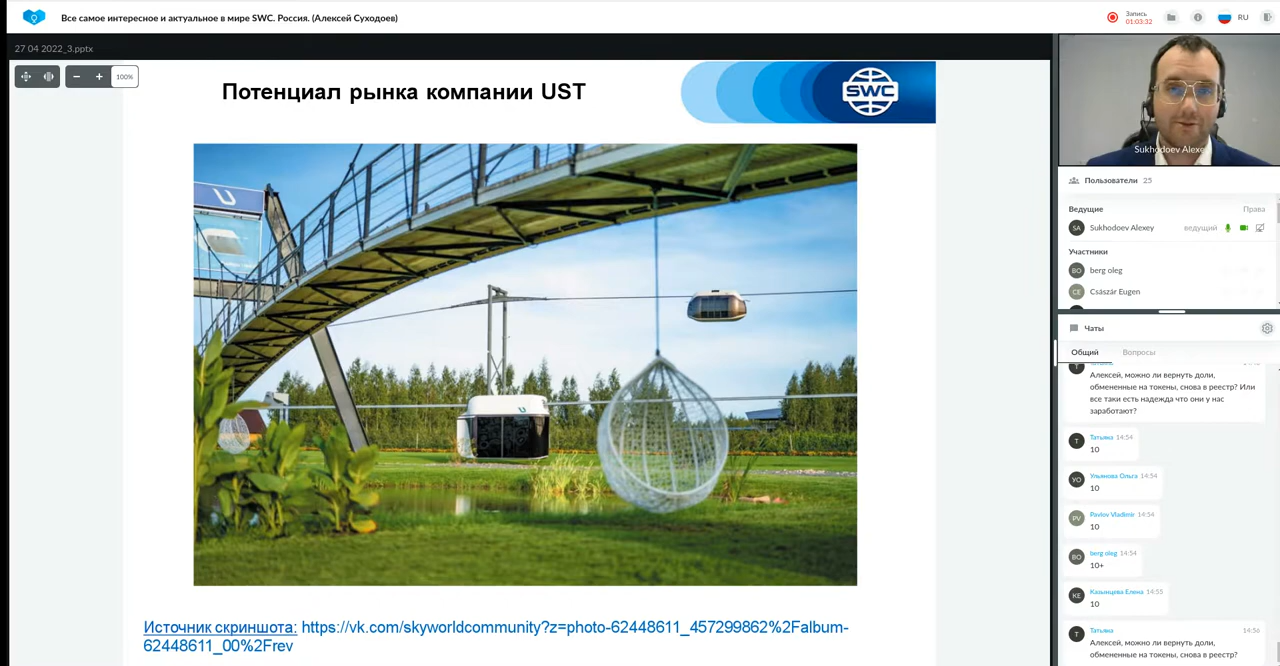 Все самое интересное и актуальное в мире SWC. Россия. (Алексей Суходоев)
Запись
01:03:32
RU
27 04 2022_3.pptx
100%
Потенциал рынка компании UST
SWC
U
Источник скриншота: https://vk.com/skyworldcommunity?z=photo-62448611_457299862%2Falbum-
62448611_00%2Frev
Sukhodoev Alexey
Пользователи 25
Ведущие Права
SA Sukhodoev Alexey ведущий
Участники
BO berg oleg
CE Császár Eugen
Чаты
Общий Вопросы
T
Алексей, можно ли вернуть доли,
обмененные на токены, снова в реестр? Или
все таки есть надежда что они у нас
заработают?
T Татьяна 14:54
10
УО Ульянова Ольга 14:54
10
PV Pavlov Vladimir 14:54
10
BO berg oleg 14:54
10+
КЕ Казынцева Елена 14:55
10
T Татьяна 14:56
Алексей, можно ли вернуть доли,
обмененные на токены, снова в реестр?